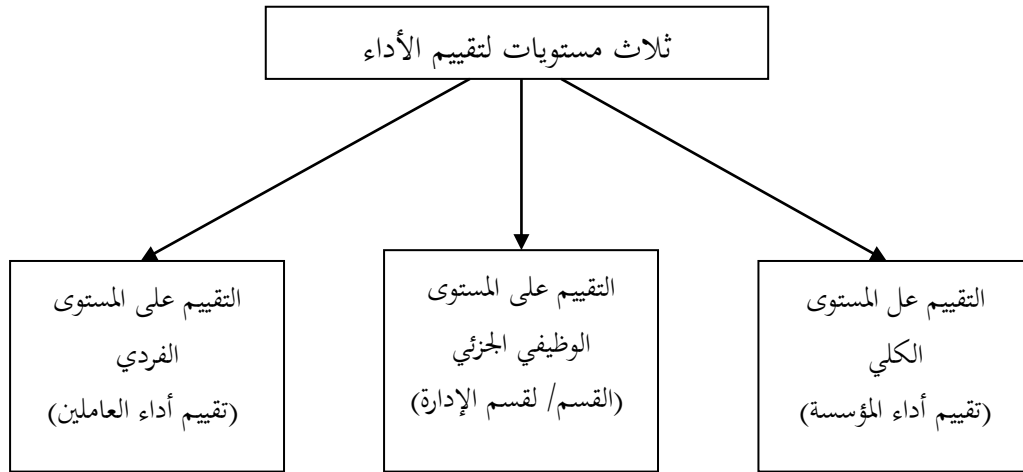 ثلاث مستويات لتقييم الأداء
التقييم عل المستوى
الكلي
(تقييم أداء المؤسسة)
التقييم على المستوى
الوظيفي الجزئي
(القسم/ لقسم الإدارة)
التقييم على المستوى
الفردي
(تقييم أداء العاملين)